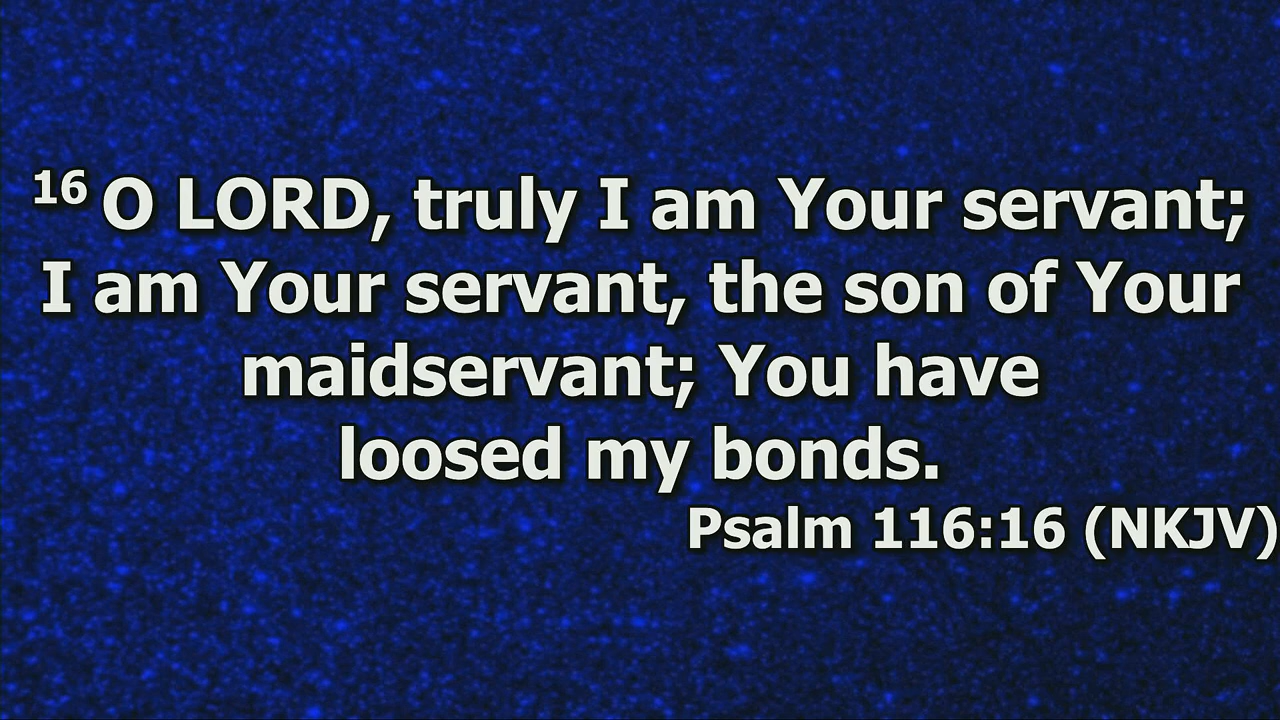 16 O LORD, truly I am Your servant;
I am Your servant, the son of Your
maidservant; You have
loosed my bonds.
Psalm 116:16 (NKJV)